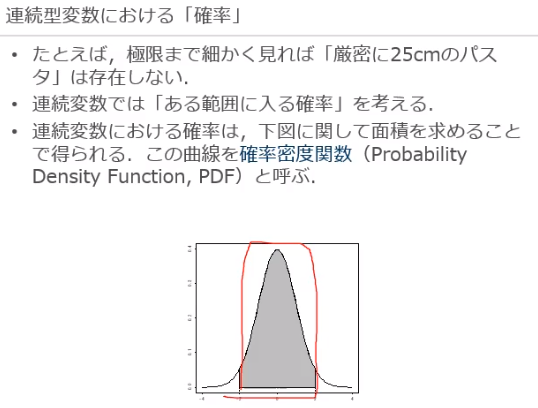 連続型変数における「確率」
• たとえば，極限まで細かく見れば「厳密に25cmのパス
タ」は存在しない．
• 連続変数では「ある範囲に入る確率」を考える．
• 連続変数における確率は，下図に関して面積を求めること
で得られる．この曲線を確率密度関数（Probability
Density Function, PDF）と呼ぶ．